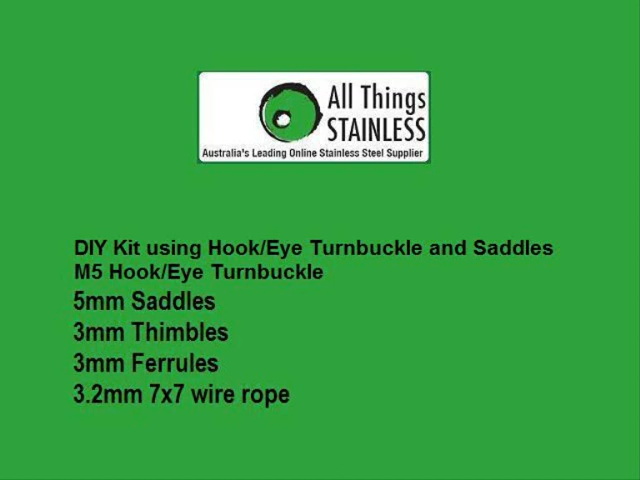 All Things
STAINLESS
Australia's Leading Online Stainless Steel Supplier
DIY Kit using Hook/Eye Turnbuckle and Saddles
M5 Hook/Eye Turnbuckle
5mm Saddles
3mm Thimbles
3mm Ferrules
3.2mm 7x7 wire rope